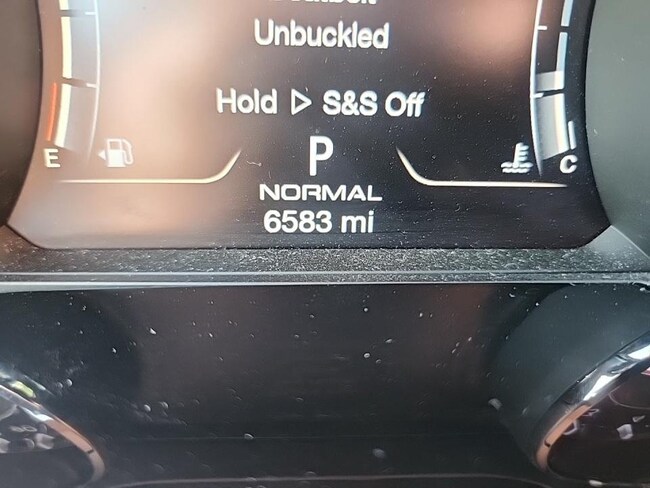 Unbuckled
Hold ▷ S&S Off
E
P
C
NORMAL
6583 mi